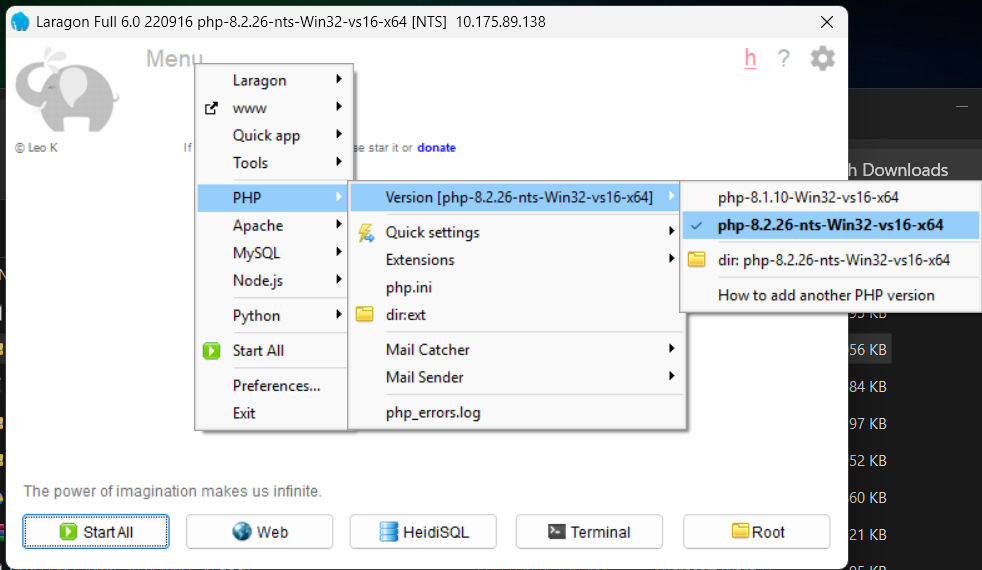 Laragon Full 6.0 220916 php-8.2.26-nts-Win32-vs16-x64 [NTS] 10.175.89.138
Menu
h ?
© Leo K
If
se star it or donate
Laragon
www
Quick app
Tools
PHP
Apache
MySQL
Node.js
Python
Start All
Preferences...
Exit
Version [php-8.2.26-nts-Win32-vs16-x64]
Quick settings
Extensions
php.ini
dir:ext
Mail Catcher
Mail Sender
php_errors.log
php-8.1.10-Win32-vs16-x64
php-8.2.26-nts-Win32-vs16-x64
dir: php-8.2.26-nts-Win32-vs16-x64
How to add another PHP version
The power of imagination makes us infinite.
Start All
Web
HeidiSQL
Terminal
Root
h Downloads
56 KB
84 KB
97 KB
52 KB
60 KB
21 KB